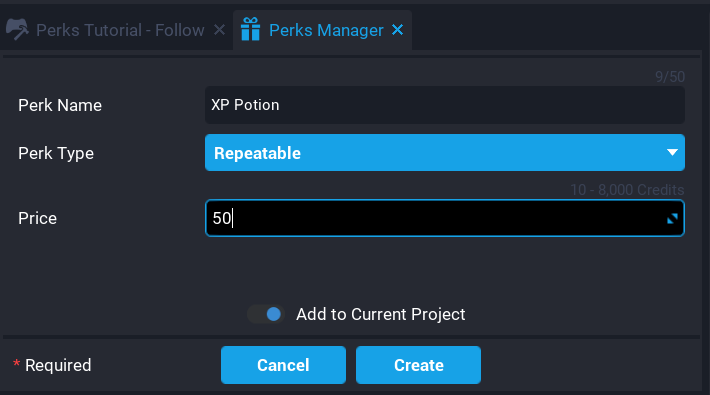 Perks Tutorial - Follow
Perks Manager
9/50
Perk Name XP Potion
Perk Type Repeatable
10 - 8,000 Credits
Price 50
Add to Current Project
* Required Cancel Create